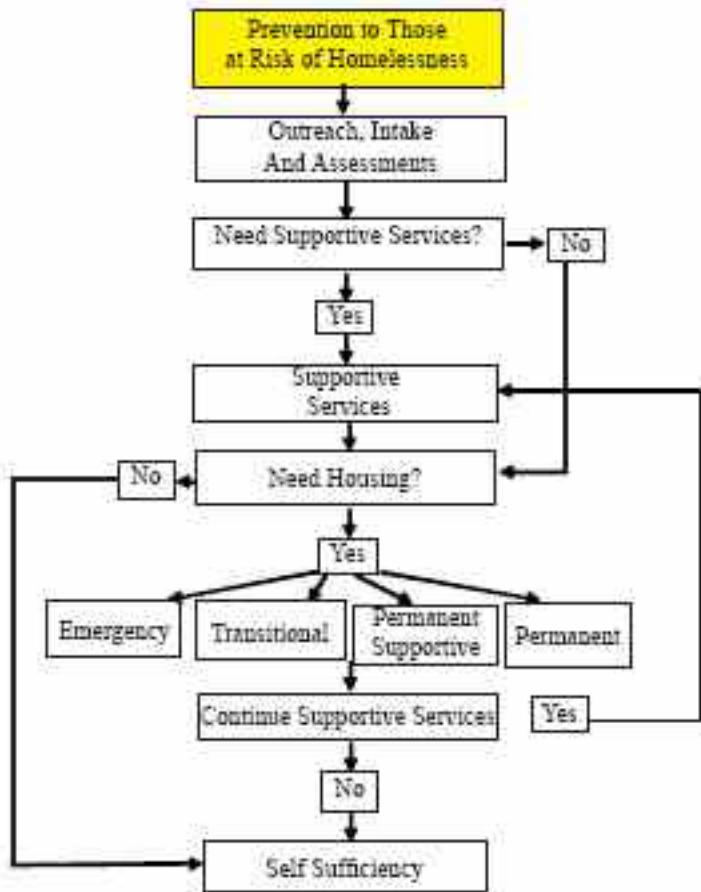 Prevention to Those
at Risk of Homelessness
Outreach, Intake
And Assessments
Need Supportive Services?
No
Yes
Supportive
Services
No
Need Housing?
Yes
Emergency
Transitional
Permanent
Supportive
Permanent
Continue Supportive Services
Yes
No
Self Sufficiency